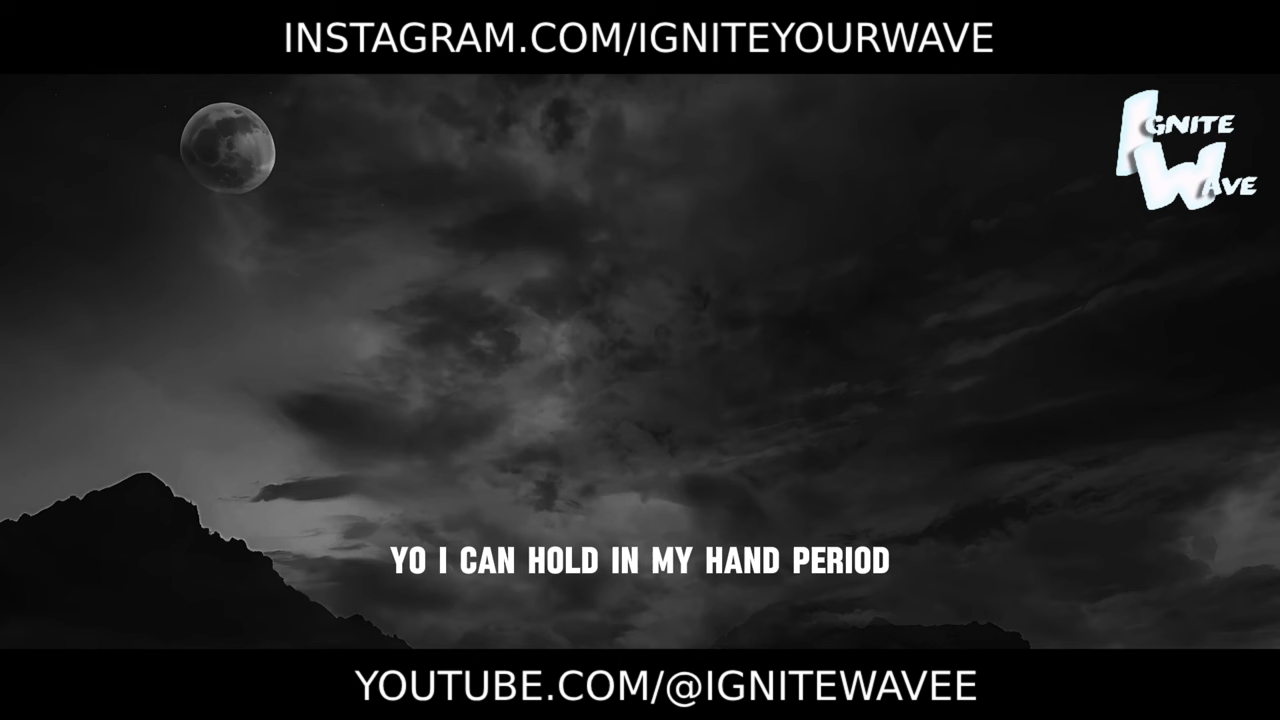 INSTAGRAM.COM/IGNITEYOURWAVE
IGNITE
WAVE
YO I CAN HOLD IN MY HAND PERIOD
YOUTUBE.COM/@IGNITEWAVEE